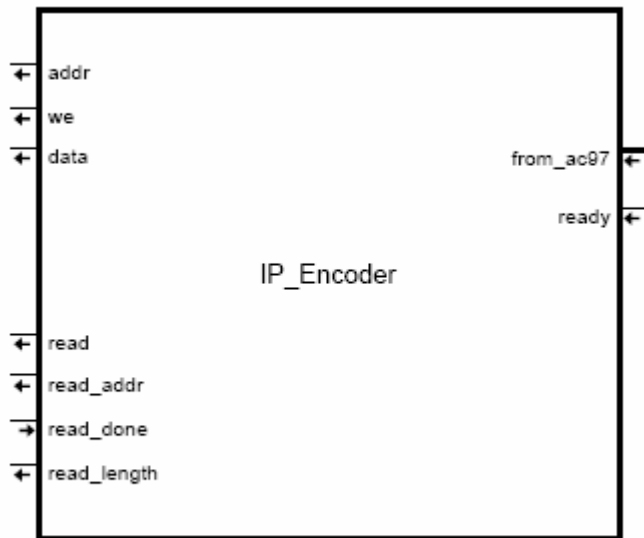 addr
we
data
from_ac97
ready
IP_Encoder
read
read_addr
read_done
read_length